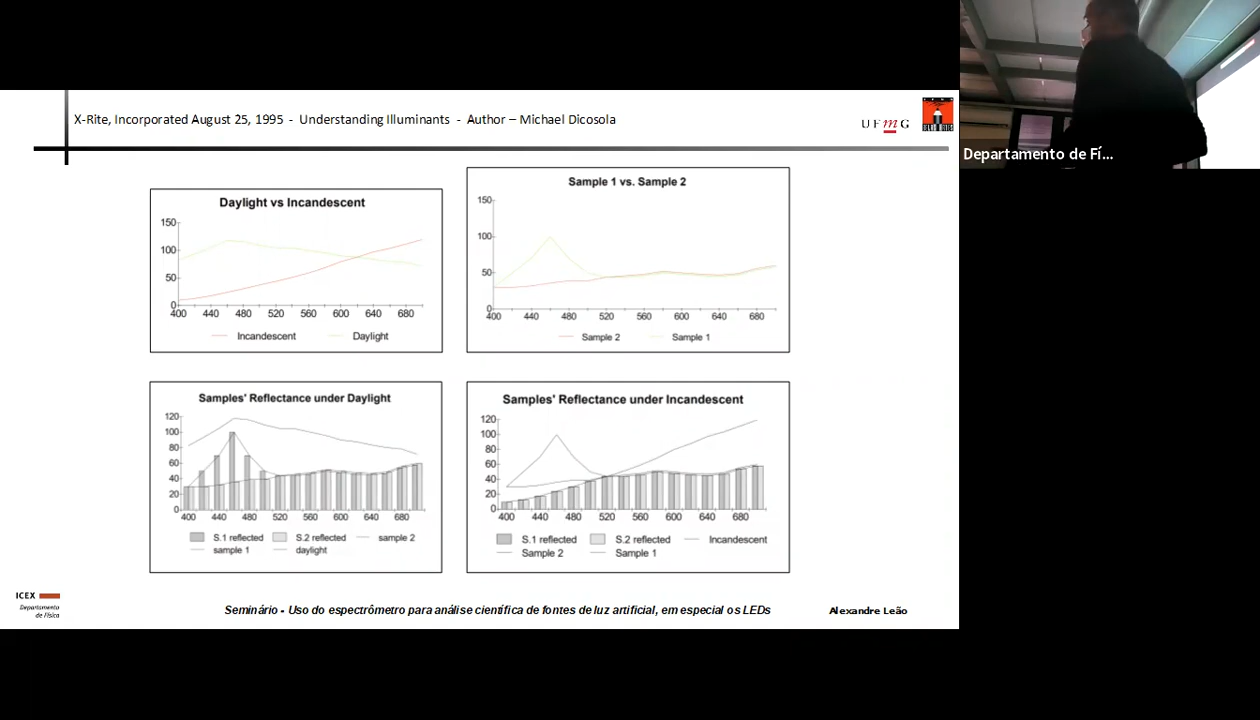 X-Rite, Incorporated August 25, 1995 - Understanding Illuminants - Author – Michael Dicosola
UFmG
Departamento de Fí...
Daylight vs Incandescent
150
100
50
0
400 440 480 520 560 600 640 680
Incandescent Daylight
Sample 1 vs. Sample 2
150
100
50
0
400 440 480 520 560 600 640 680
Sample 2 Sample 1
Samples' Reflectance under Daylight
120
100
80
60
40
20
400 440 480 520 560 600 640 680
S.1 reflected S.2 reflected sample 2
sample 1 daylight
Samples' Reflectance under Incandescent
120
100
80
60
40
20
0
400 440 480 520 560 600 640 680
S.1 reflected S.2 reflected Incandescent
Sample 2 Sample 1
ICEX
Departamento
de Física
Seminário - Uso do espectrômetro para análise científica de fontes de luz artificial, em especial os LEDs
Alexandre Leão